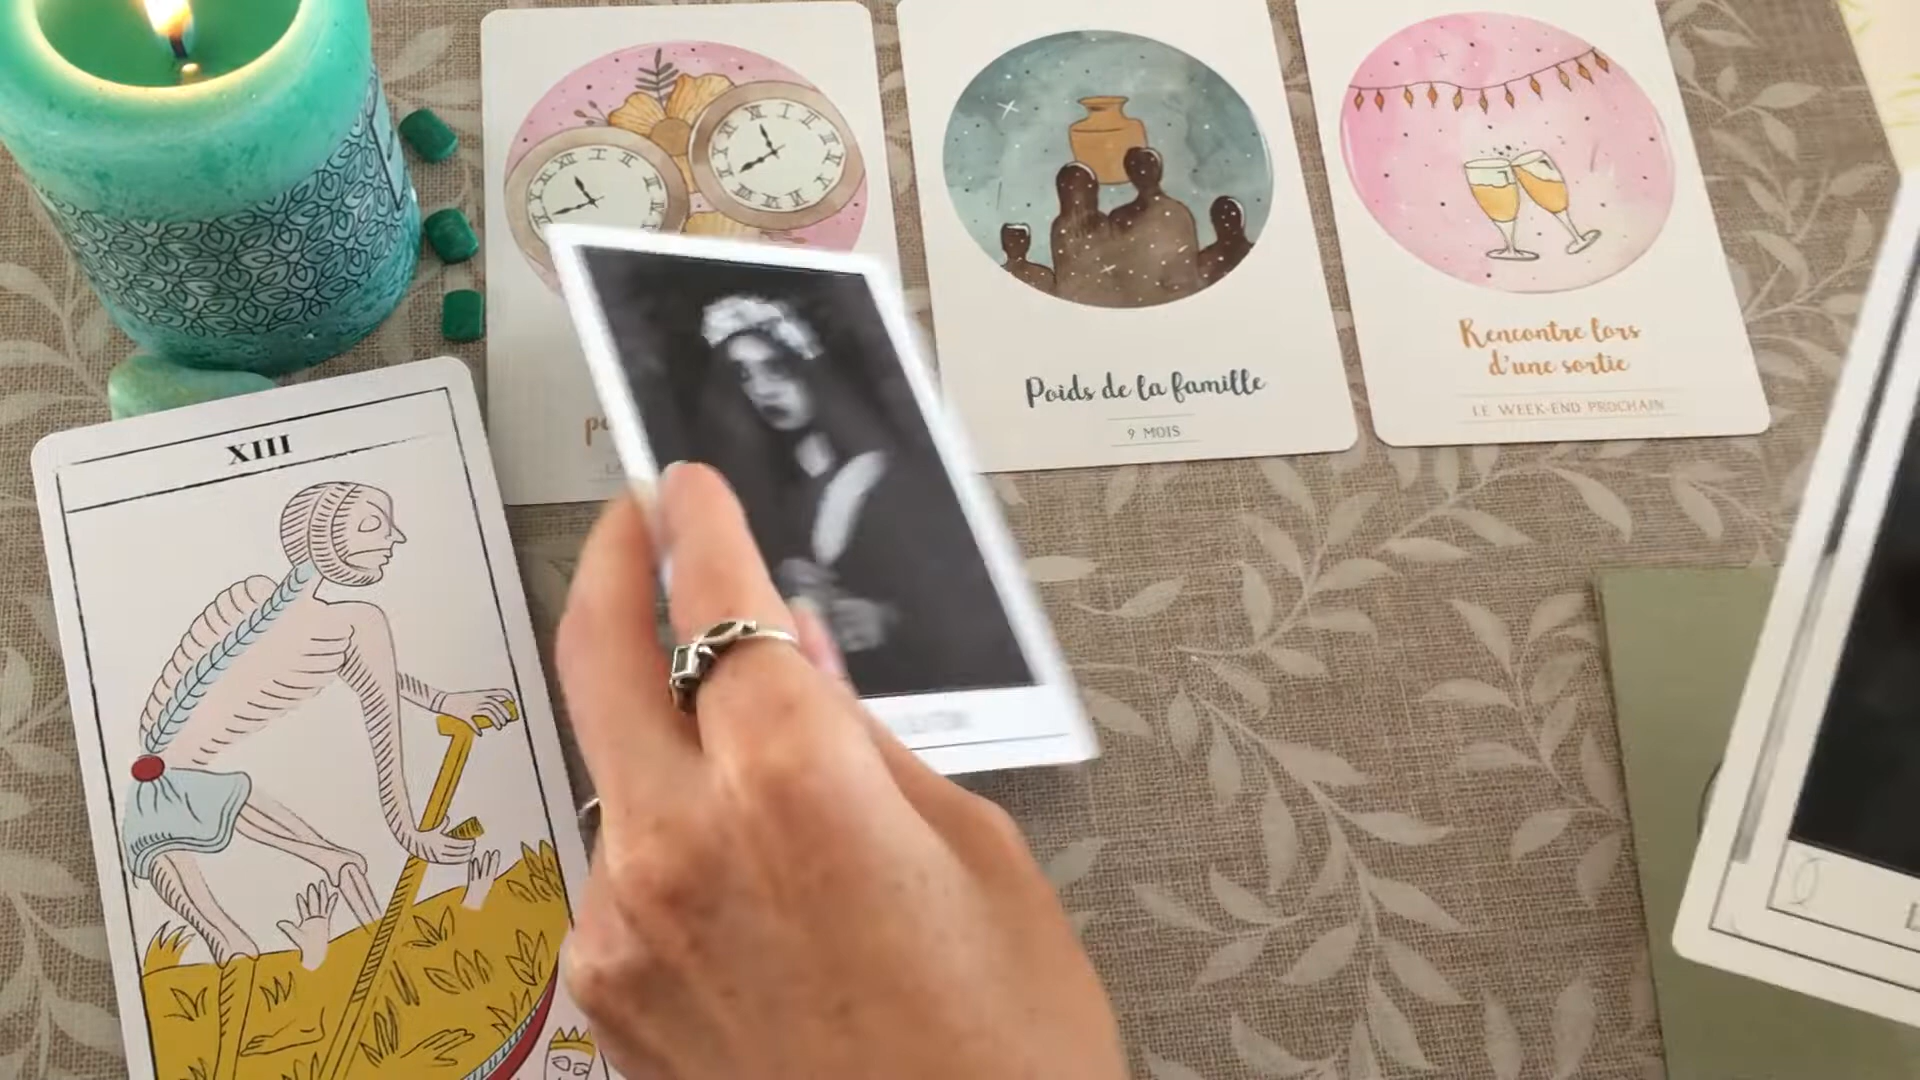 XIII
Poids de la famille
9 MOIS
Rencontre lors
d'une sortie
LE WEEK-END PROCHAIN